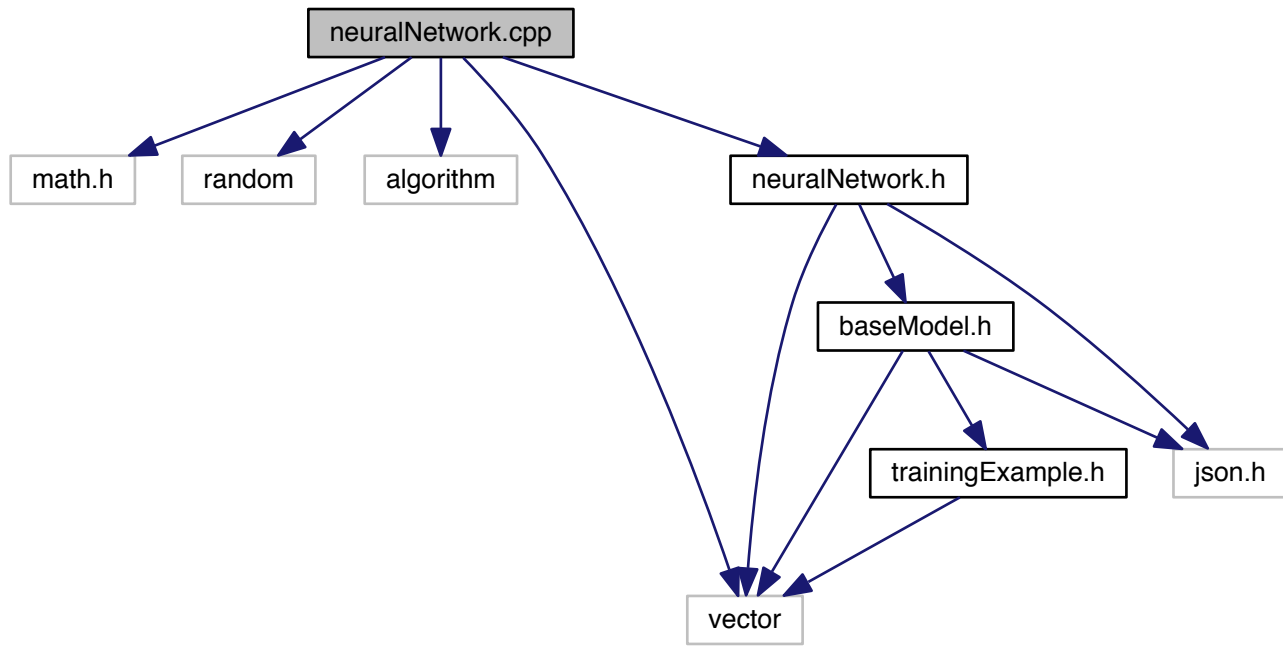 neuralNetwork.cpp
math.h
random
algorithm
neuralNetwork.h
baseModel.h
trainingExample.h
json.h
vector